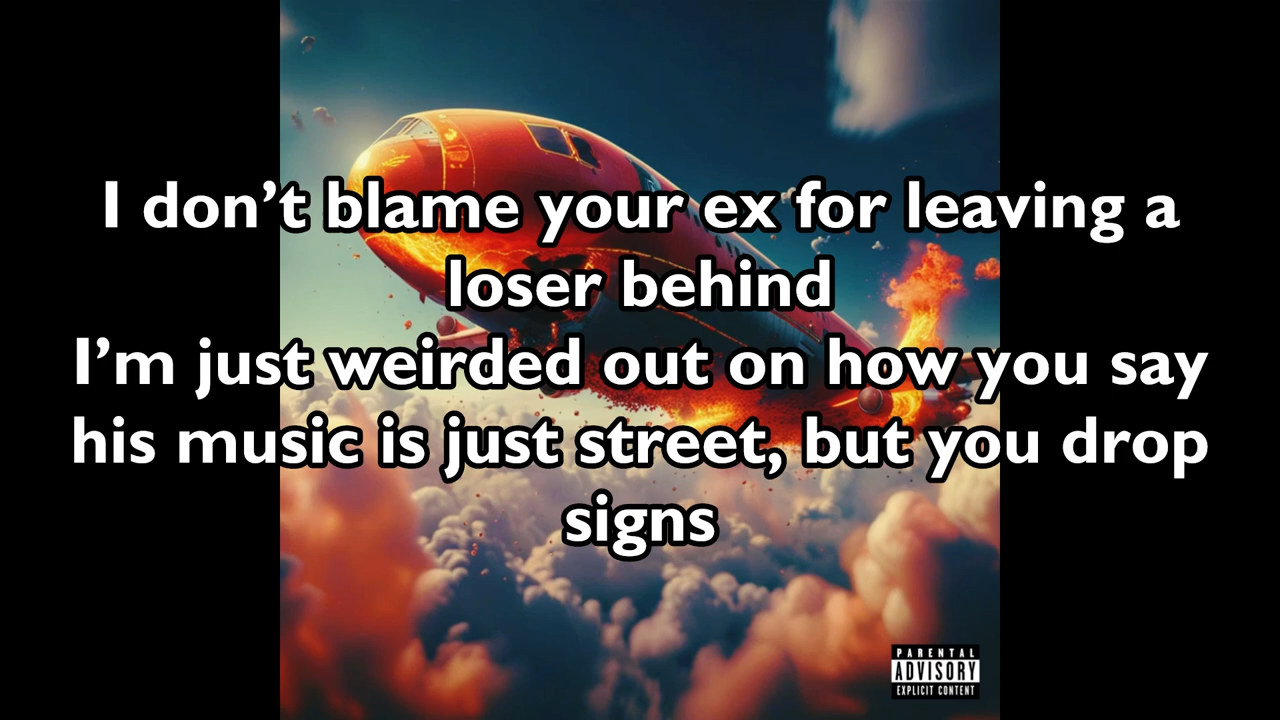 I don’t blame your ex for leaving a
loser behind
I’m just weirded out on how you say
his music is just street, but you drop
signs
PARENTAL
ADVISORY
EXPLICIT CONTENT